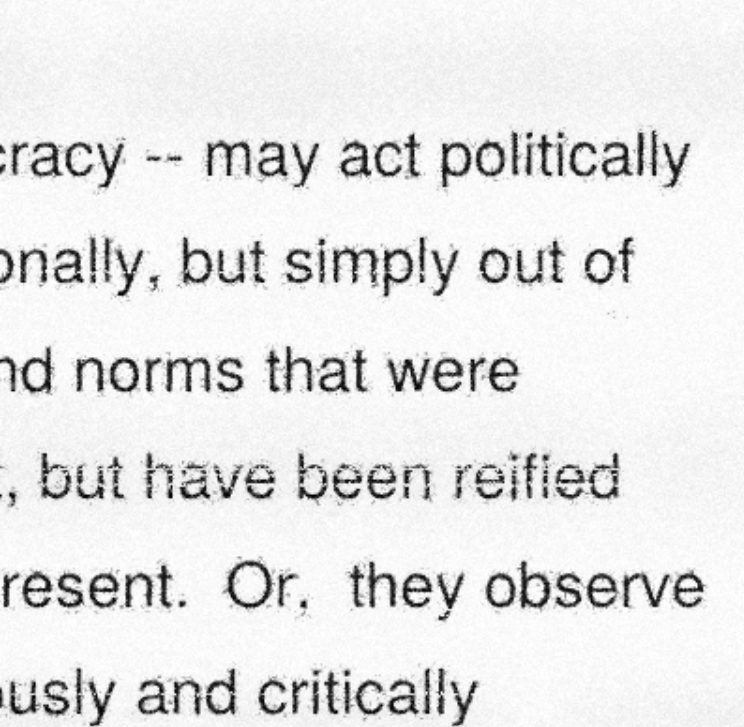 cracy -- may act politically
onally, but simply out of
nd norms that were
, but have been reified
resent. Or, they observe
ously and critically